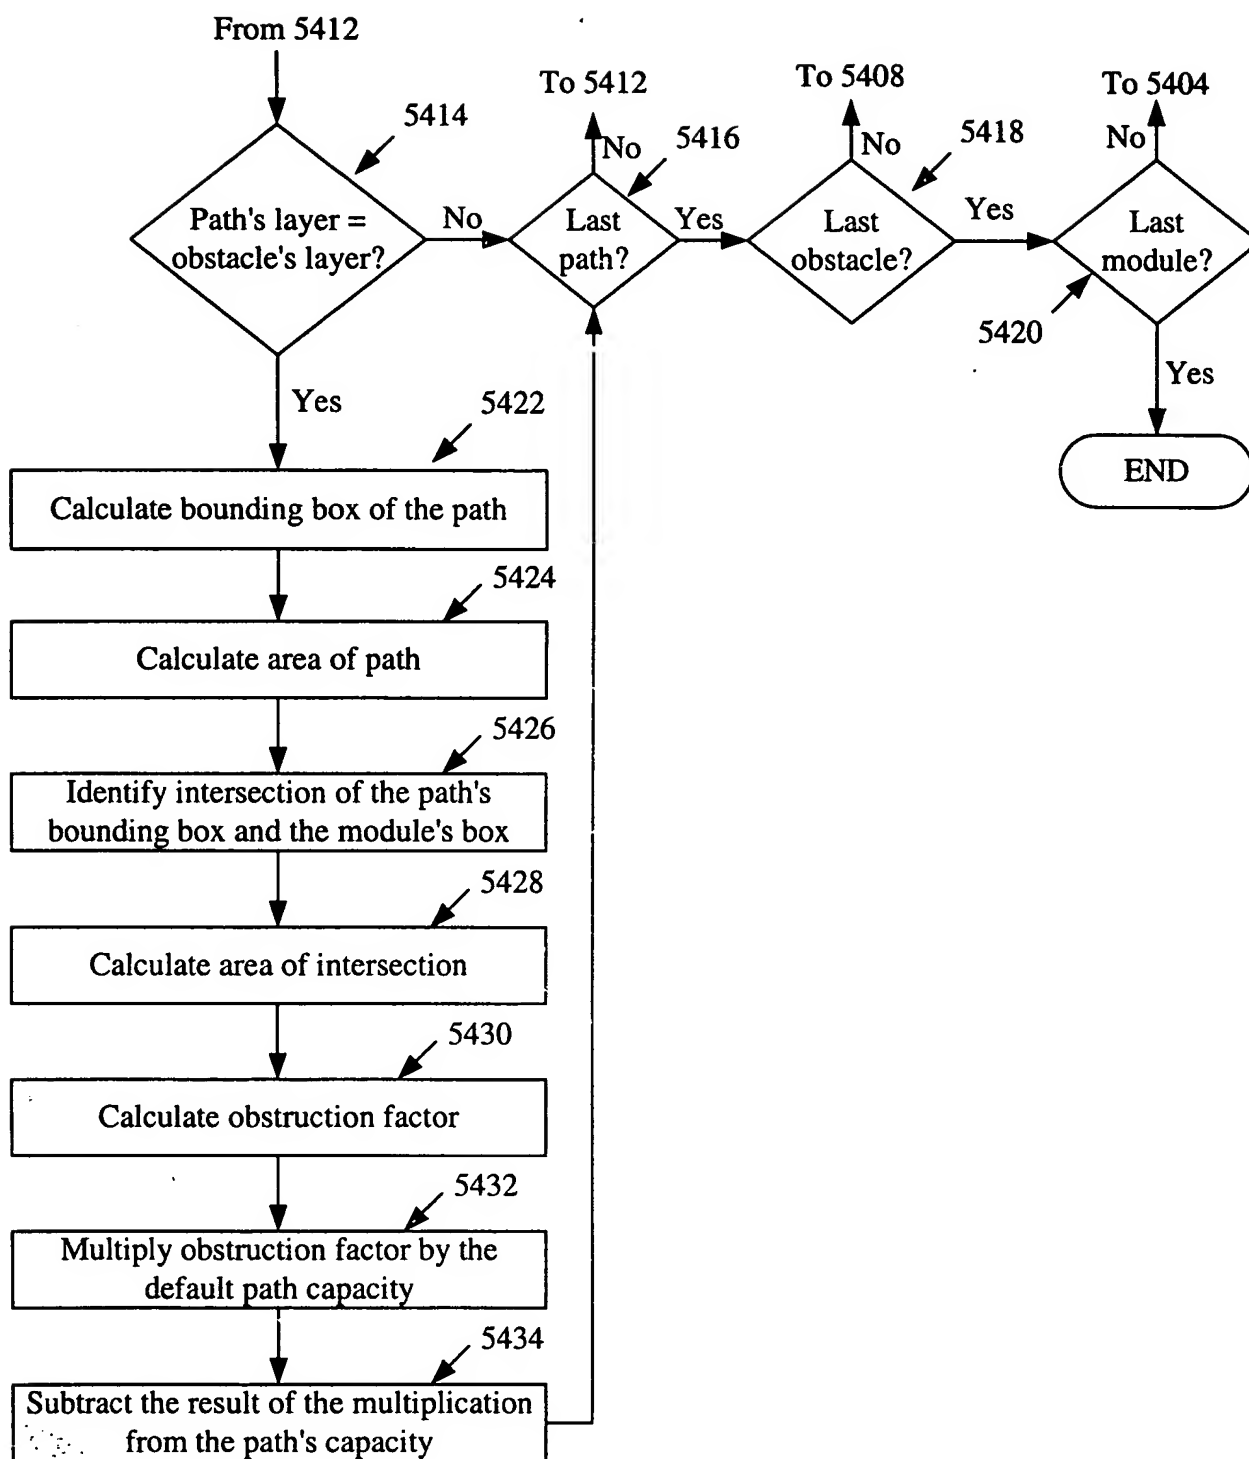 From 5412
To 5412
To 5408
To 5404
5414
No
5416
No
5418
No
Path's layer =
obstacle's layer?
No
Last
path?
Yes
Last
obstacle?
Yes
Last
module?
5420
Yes
Yes
END
5422
Calculate bounding box of the path
5424
Calculate area of path
5426
Identify intersection of the path's
bounding box and the module's box
5428
Calculate area of intersection
5430
Calculate obstruction factor
5432
Multiply obstruction factor by the
default path capacity
5434
Subtract the result of the multiplication
from the path's capacity